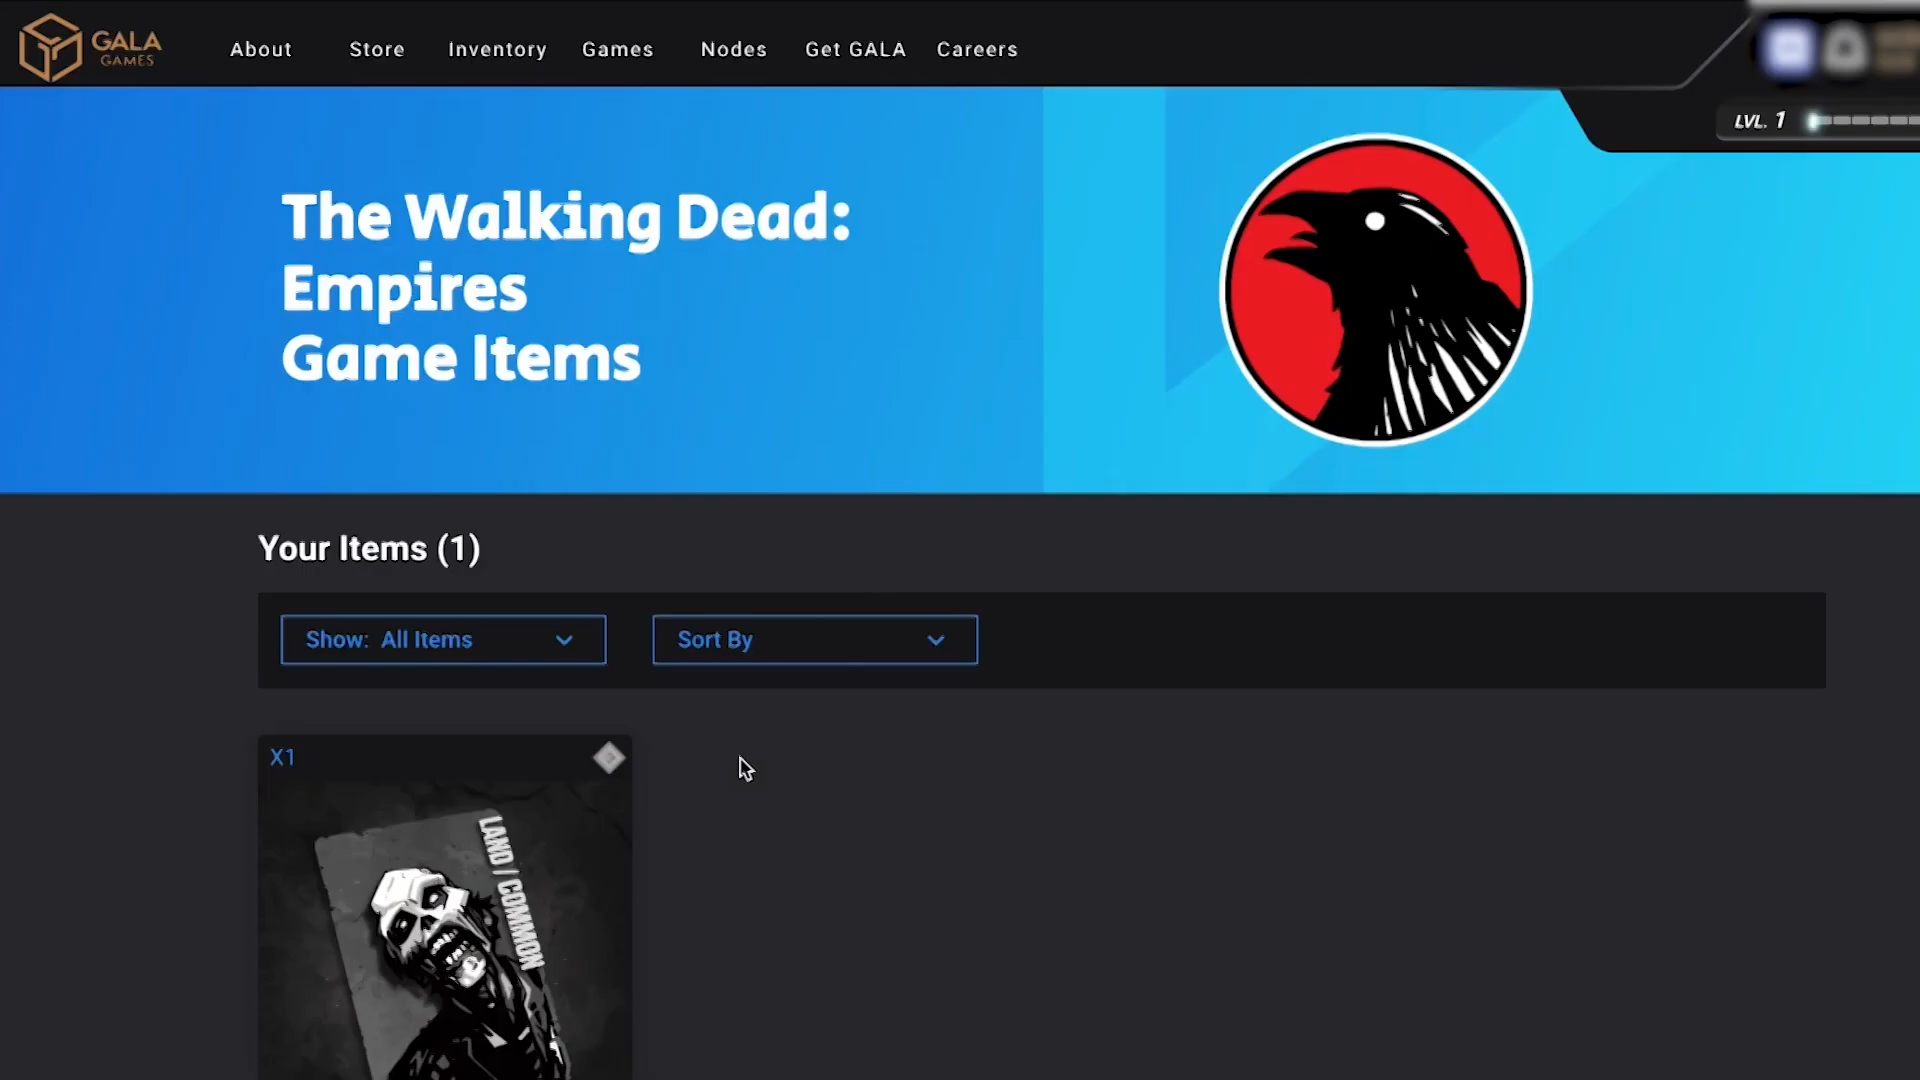 GALA
GAMES
About
Store
Inventory
Games
Nodes
Get GALA
Careers
LVL. 1
The Walking Dead:
Empires
Game Items
Your Items (1)
Show: All Items
Sort By
X1
LAND / COMMON